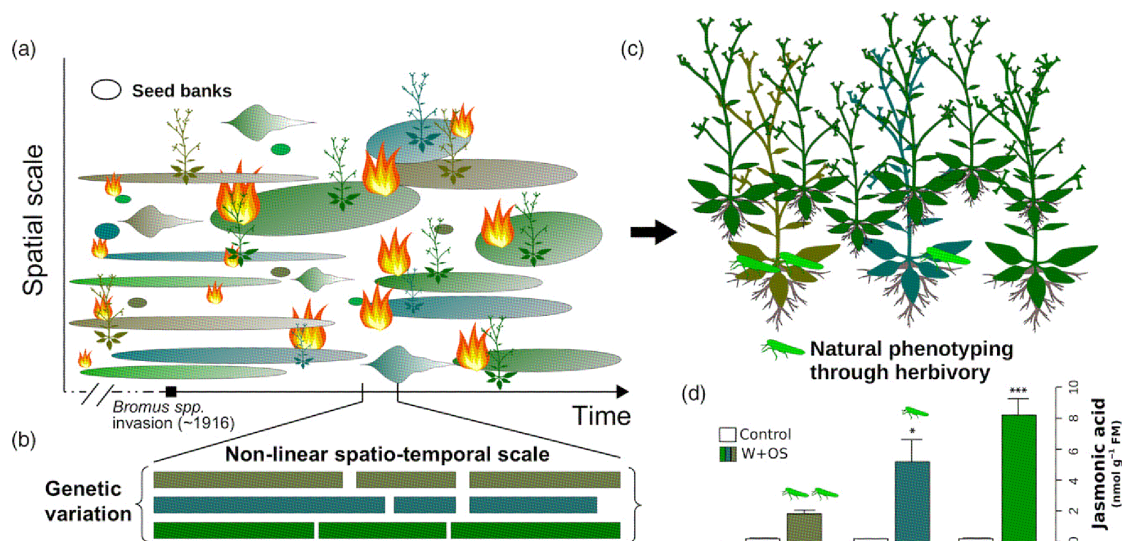 (a)
Seed banks
Spatial scale
Bromus spp.
invasion (~1916)
Time
(b)
Non-linear spatio-temporal scale
Genetic
variation
(c)
Natural phenotyping
through herbivory
(d)
Control
W+OS
*
***
10
8
6
4
2
0
Jasmonic acid
(nmol g⁻¹ FM)